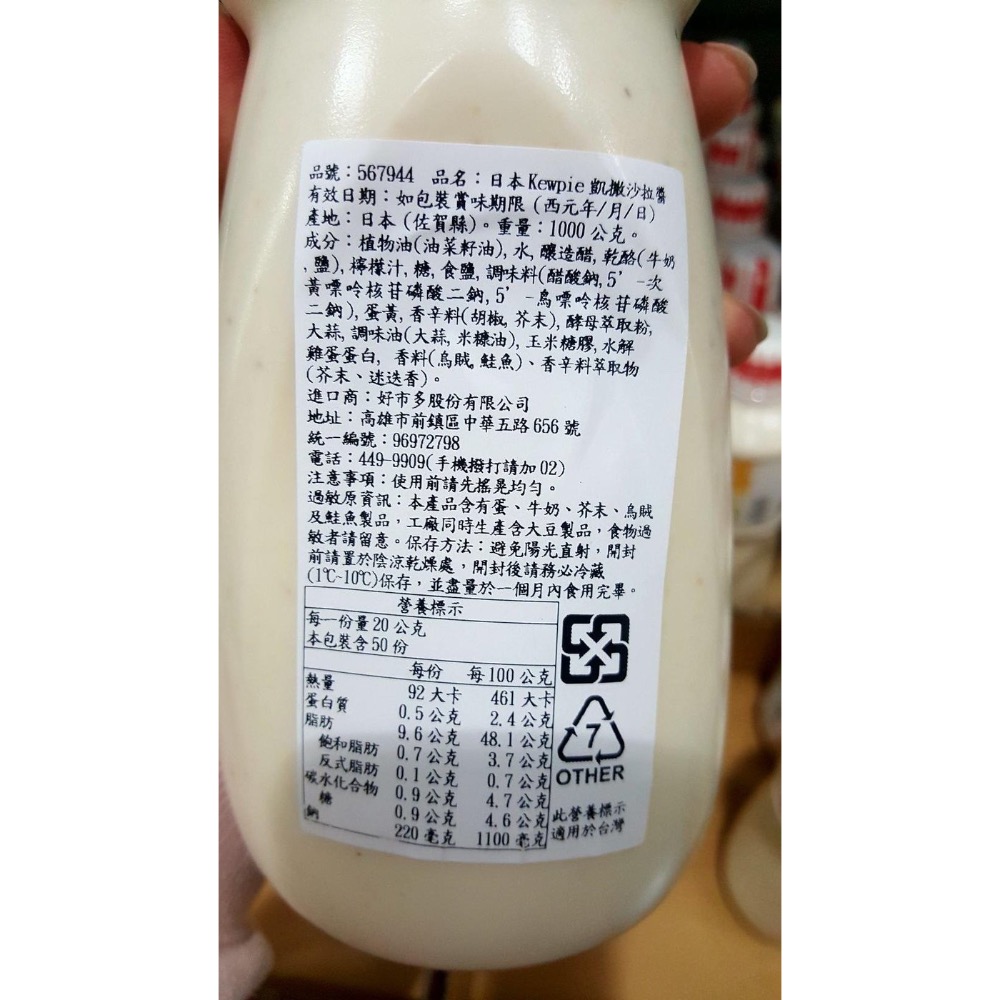 品號：567944 品名：日本Kewpie 凱撒沙拉醬
有效日期：如包裝賞味期限 (西元年/月/日)
產地：日本 (佐賀縣)。重量：1000 公克。
成分：植物油(油菜籽油), 水, 釀造醋, 乾酪(牛奶
, 鹽), 檸檬汁, 糖, 食鹽, 調味料(醋酸鈉, 5’ -次
黃嘌呤核苷磷酸二鈉, 5’ -鳥嘌呤核苷磷酸
二鈉), 蛋黃, 香辛料(胡椒, 芥末), 酵母萃取粉,
大蒜, 調味油(大蒜, 米糠油), 玉米糖膠, 水解
雞蛋蛋白, 香料(烏賊, 鮭魚)、香辛料萃取物
(芥末、迷迭香)。
進口商：好市多股份有限公司
地址：高雄市前鎮區中華五路 656 號
統一編號：96972798
電話：449-9909(手機撥打請加 02)
注意事項：使用前請先搖晃均勻。
過敏原資訊：本產品含有蛋、牛奶、芥末、烏賊
及鮭魚製品，工廠同時生產含大豆製品，食物過
敏者請留意。保存方法：避免陽光直射，開封
前請置於陰涼乾燥處，開封後請務必冷藏
(1℃-10℃)保存，並盡量於一個月內食用完畢。
營養標示
每一份量 20 公克
本包裝含 50 份
每份 每 100 公克
熱量 92 大卡 461 大卡
蛋白質 0.5 公克 2.4 公克
脂肪 9.6 公克 48.1 公克
飽和脂肪 0.7 公克 3.7 公克
反式脂肪 0.1 公克 0.7 公克
碳水化合物 0.9 公克 4.7 公克
糖 0.9 公克 4.6 公克
鈉 220 毫克 1100 毫克
7
OTHER
此營養標示
適用於台灣